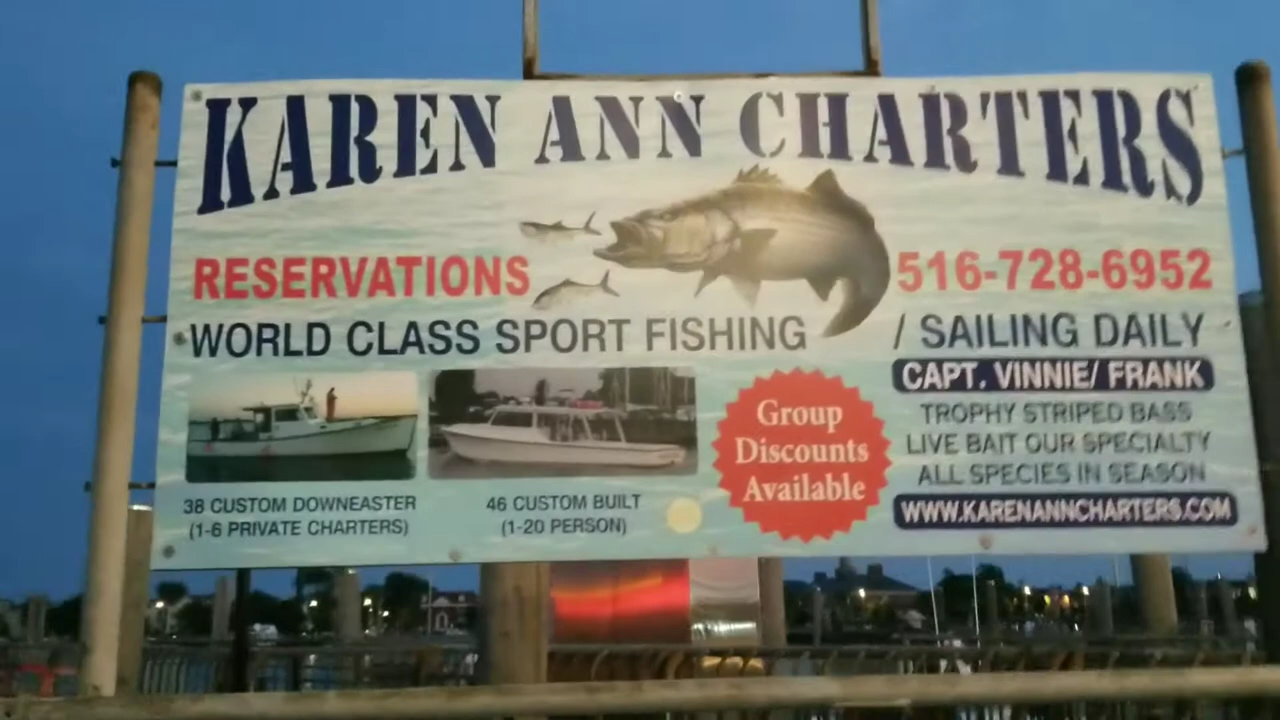 KAREN ANN CHARTERS
RESERVATIONS 516-728-6952
WORLD CLASS SPORT FISHING / SAILING DAILY
CAPT. VINNIE/ FRANK
TROPHY STRIPED BASS
LIVE BAIT OUR SPECIALTY
ALL SPECIES IN SEASON
WWW.KARENANNCHARTERS.COM
Group
Discounts
Available
38 CUSTOM DOWNEASTER
(1-6 PRIVATE CHARTERS)
46 CUSTOM BUILT
(1-20 PERSON)